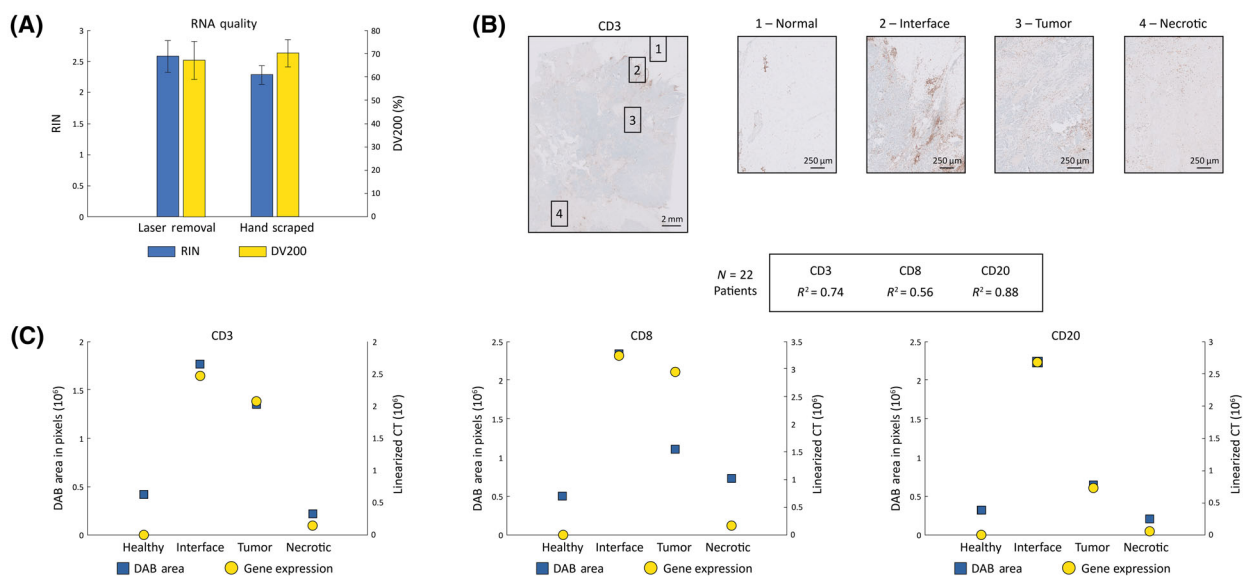 (A)
RNA quality
3
2.5
2
1.5
1
0.5
0
RIN
80
70
60
50
40
30
20
10
0
DV200 (%)
Laser removal Hand scraped
RIN DV200
(B)
CD3
1
2
3
4
2 mm
1 – Normal
250 µm
2 – Interface
250 µm
3 – Tumor
250 µm
4 – Necrotic
250 µm
N = 22
Patients
CD3 CD8 CD20
R² = 0.74 R² = 0.56 R² = 0.88
(C)
CD3
2
1.5
1
0.5
0
DAB area in pixels (10⁶)
2
2.5
2
1.5
1
0.5
0
Linearized CT (10⁶)
Healthy Interface Tumor Necrotic
DAB area Gene expression
CD8
2.5
2
1.5
1
0.5
0
DAB area in pixels (10⁶)
3.5
3
2.5
2
1.5
1
0.5
0
Linearized CT (10⁶)
Healthy Interface Tumor Necrotic
DAB area Gene expression
CD20
2.5
2
1.5
1
0.5
0
DAB area in pixels (10⁶)
3
2.5
2
1.5
1
0.5
0
Linearized CT (10⁶)
Healthy Interface Tumor Necrotic
DAB area Gene expression